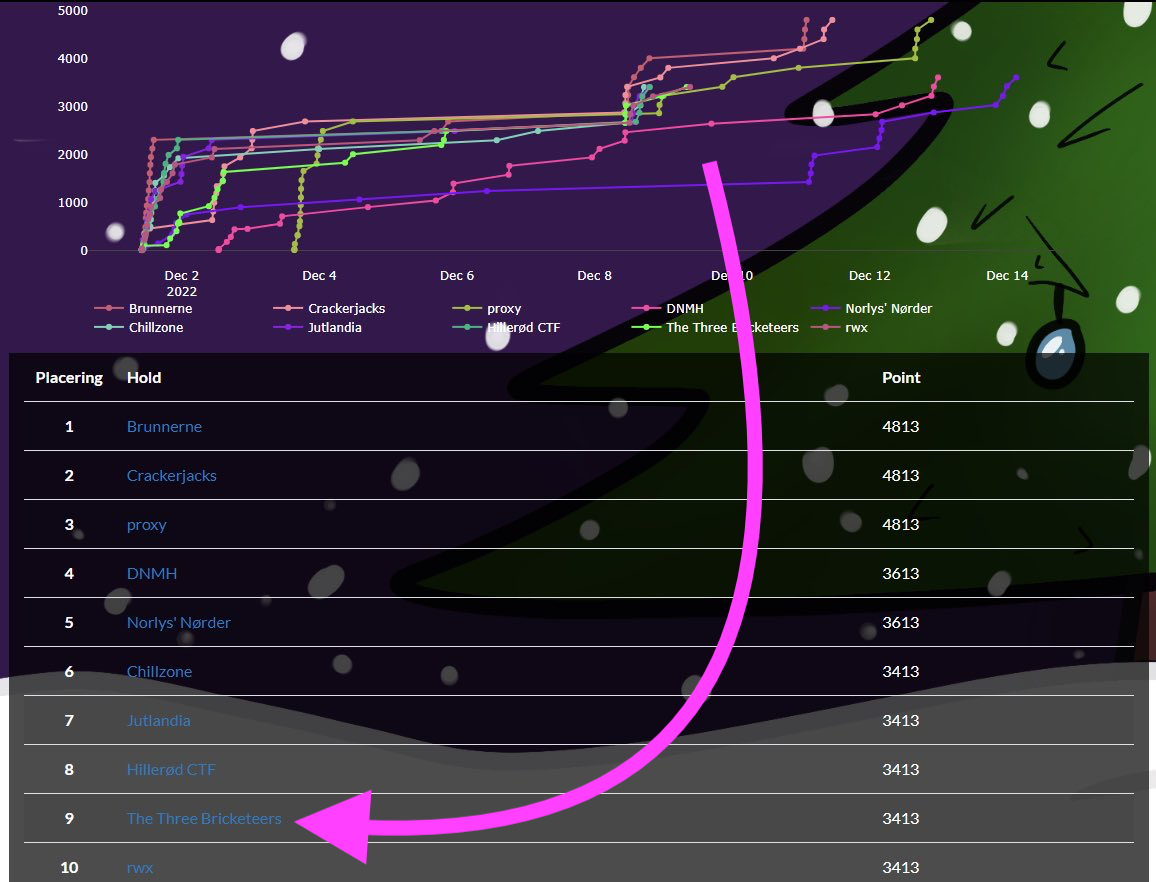 5000
4000
3000
2000
1000
0
Dec 2 Dec 4 Dec 6 Dec 8 Dec 10 Dec 12 Dec 14
2022
Brunnerne Crackerjacks proxy DNMH Norlys' Nørder
Chillzone Jutlandia Hillerød CTF The Three Bricketeers rwx
Placering Hold Point
1 Brunnerne 4813
2 Crackerjacks 4813
3 proxy 4813
4 DNMH 3613
5 Norlys' Nørder 3613
6 Chillzone 3413
7 Jutlandia 3413
8 Hillerød CTF 3413
9 The Three Bricketeers 3413
10 rwx 3413